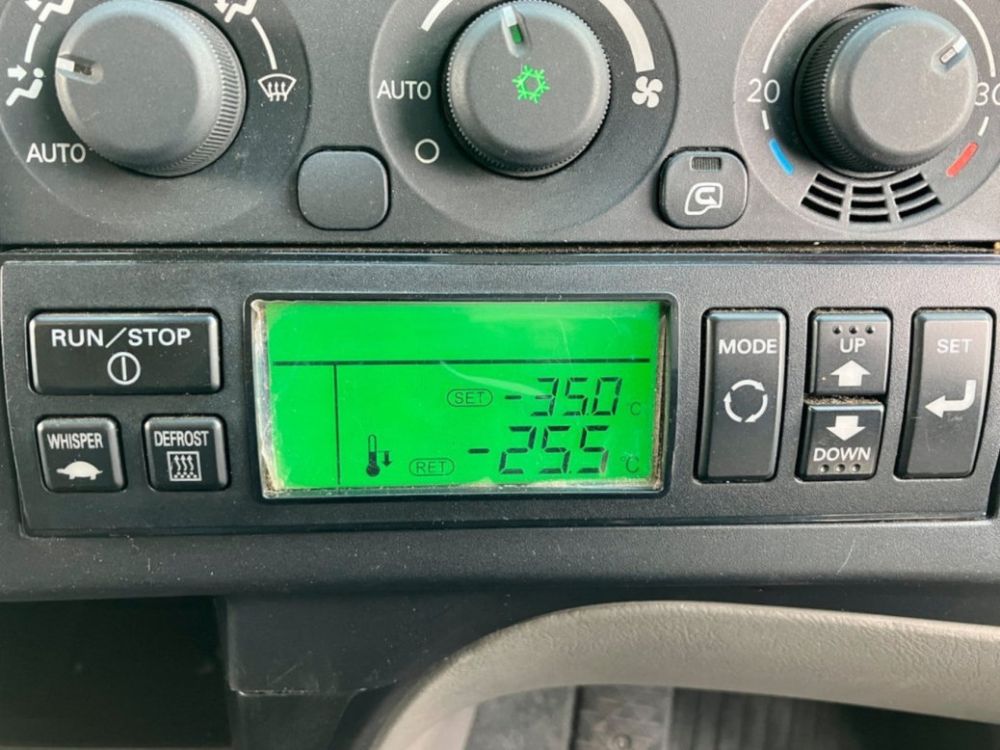 AUTO
AUTO
20
30
RUN/STOP
WHISPER
DEFROST
SET -35.0 C
RET -25.5 °C
MODE
UP
DOWN
SET